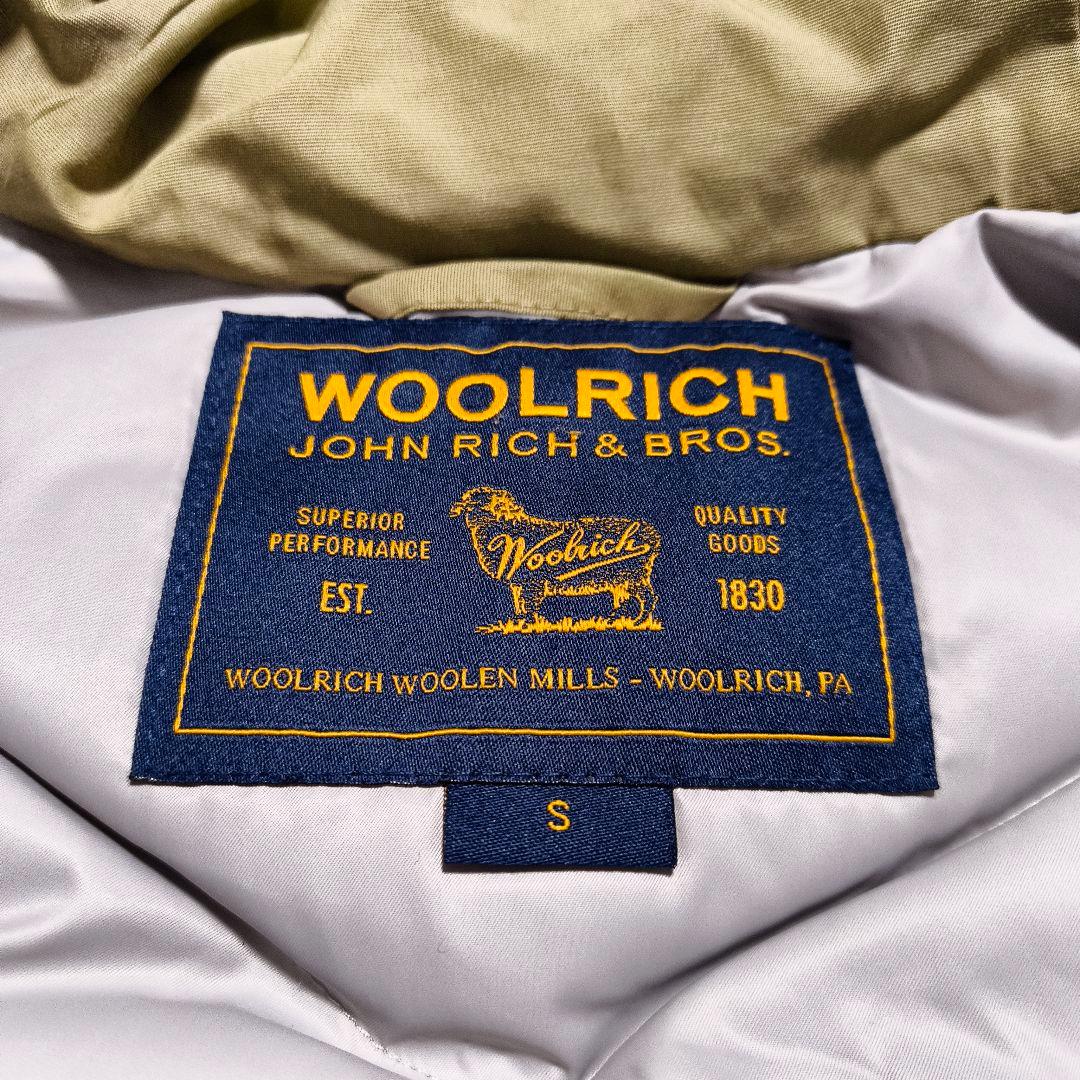 WOOLRICH
JOHN RICH & BROS.
SUPERIOR
PERFORMANCE
EST.
Woolrich
QUALITY
GOODS
1830
WOOLRICH WOOLEN MILLS - WOOLRICH, PA
S